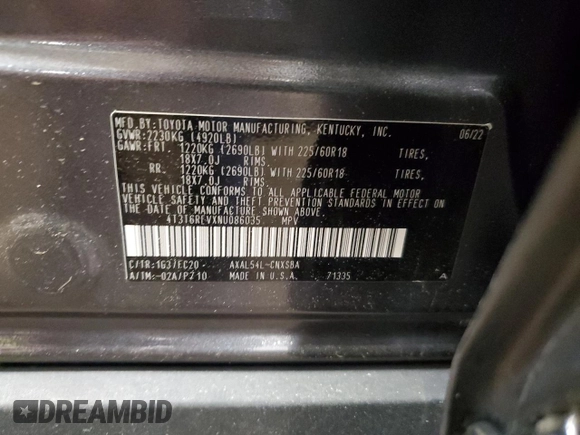 MFD.BY:TOYOTA MOTOR MANUFACTURING, KENTUCKY, INC. 06/22
GVWR:2230KG (4920LB)
GAWR:FRT 1220KG (2690LB) WITH 225/60R18 TIRES,
18X7.0J RIMS.
RR. 1220KG (2690LB) WITH 225/60R18 TIRES,
18X7.0J RIMS.
THIS VEHICLE CONFORMS TO ALL APPLICABLE FEDERAL MOTOR
VEHICLE SAFETY AND THEFT PREVENTION STANDARDS IN EFFECT ON
THE DATE OF MANUFACTURE SHOWN ABOVE.
4T3T6REVXNU086035 MPV
C/TR:1G3/FC20- AXAL54L-CNXSBA
A/TM:-02A/P710 MADE IN U.S.A. 71335 A
DREAMBID